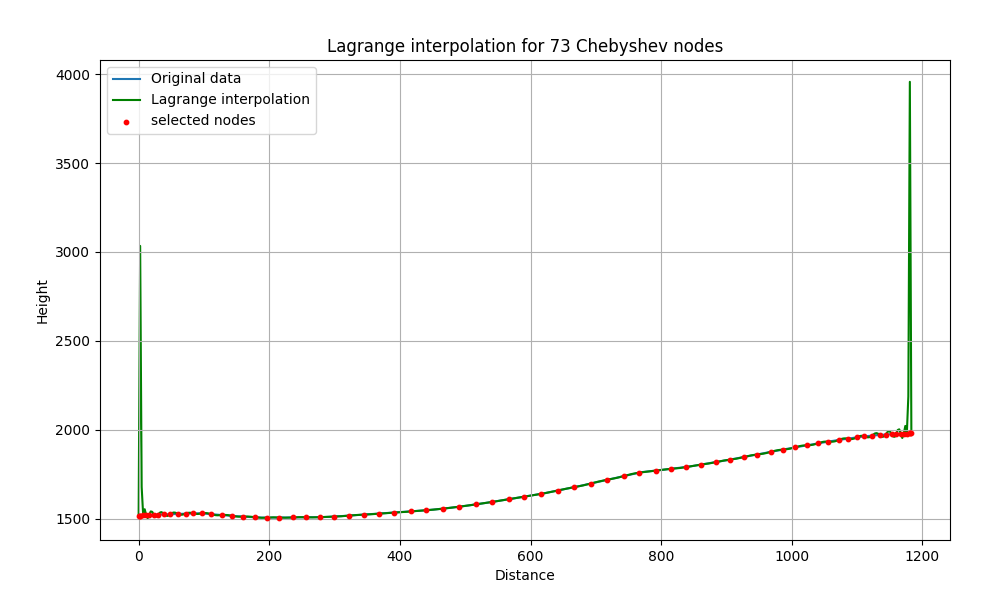 Lagrange interpolation for 73 Chebyshev nodes
Original data
Lagrange interpolation
selected nodes
4000
3500
3000
2500
2000
1500
Height
0 200 400 600 800 1000 1200
Distance